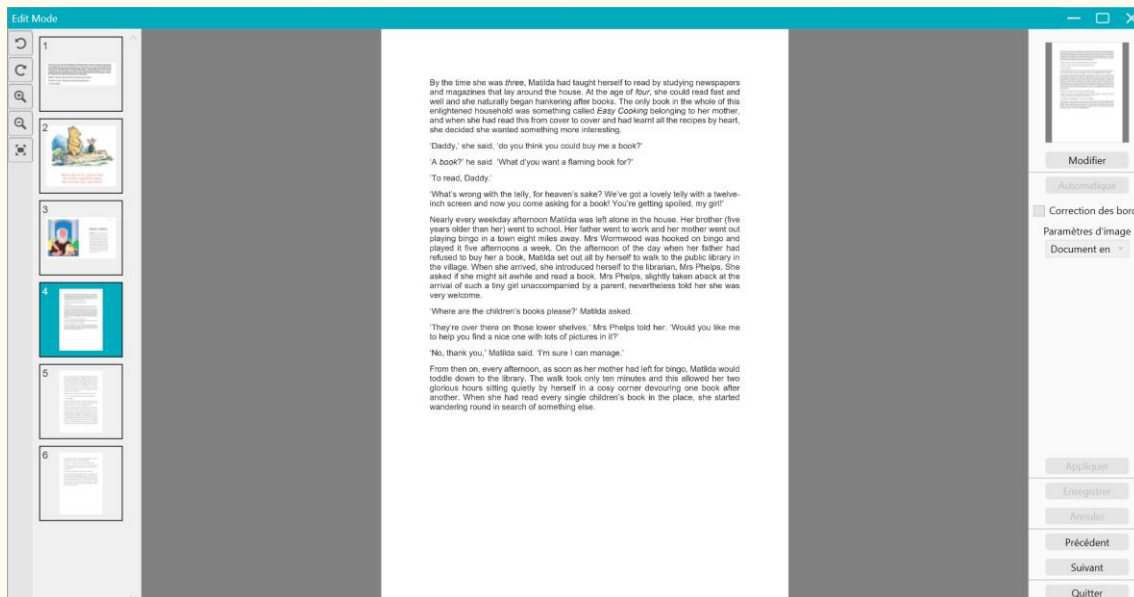 Edit Mode
1
2
3
4
5
6
By the time she was three, Matilda had taught herself to read by studying newspapers
and magazines that lay around the house. At the age of four, she could read fast and
well and she naturally began hankering after books. The only book in the whole of this
enlightened household was something called Easy Cooking belonging to her mother,
and when she had read this from cover to cover and had learnt all the recipes by heart,
she decided she wanted something more interesting.
'Daddy,' she said, 'do you think you could buy me a book?'
'A book?' he said. 'What d'you want a flaming book for?'
'To read, Daddy.'
'What's wrong with the telly, for heaven's sake? We've got a lovely telly with a twelve-
inch screen and now you come asking for a book! You're getting spoiled, my girl!'
Nearly every weekday afternoon Matilda was left alone in the house. Her brother (five
years older than her) went to school. Her father went to work and her mother went out
playing bingo in a town eight miles away. Mrs Wormwood was hooked on bingo and
played it five afternoons a week. On the afternoon of the day when her father had
refused to buy her a book, Matilda set out all by herself to walk to the public library in
the village. When she arrived, she introduced herself to the librarian, Mrs Phelps. She
asked if she might sit awhile and read a book. Mrs Phelps, slightly taken aback at the
arrival of such a tiny girl unaccompanied by a parent, nevertheless told her she was
very welcome.
'Where are the children's books please?' Matilda asked.
'They're over there on those lower shelves,' Mrs Phelps told her. 'Would you like me
to help you find a nice one with lots of pictures in it?'
'No, thank you,' Matilda said. 'I'm sure I can manage.'
From then on, every afternoon, as soon as her mother had left for bingo, Matilda would
toddle down to the library. The walk took only ten minutes and this allowed her two
glorious hours sitting quietly by herself in a cosy corner devouring one book after
another. When she had read every single children's book in the place, she started
wandering round in search of something else.
Modifier
Automatique
Correction des bord
Paramètres d'image
Document en
Appliquer
Enregistrer
Annuler
Précédent
Suivant
Quitter